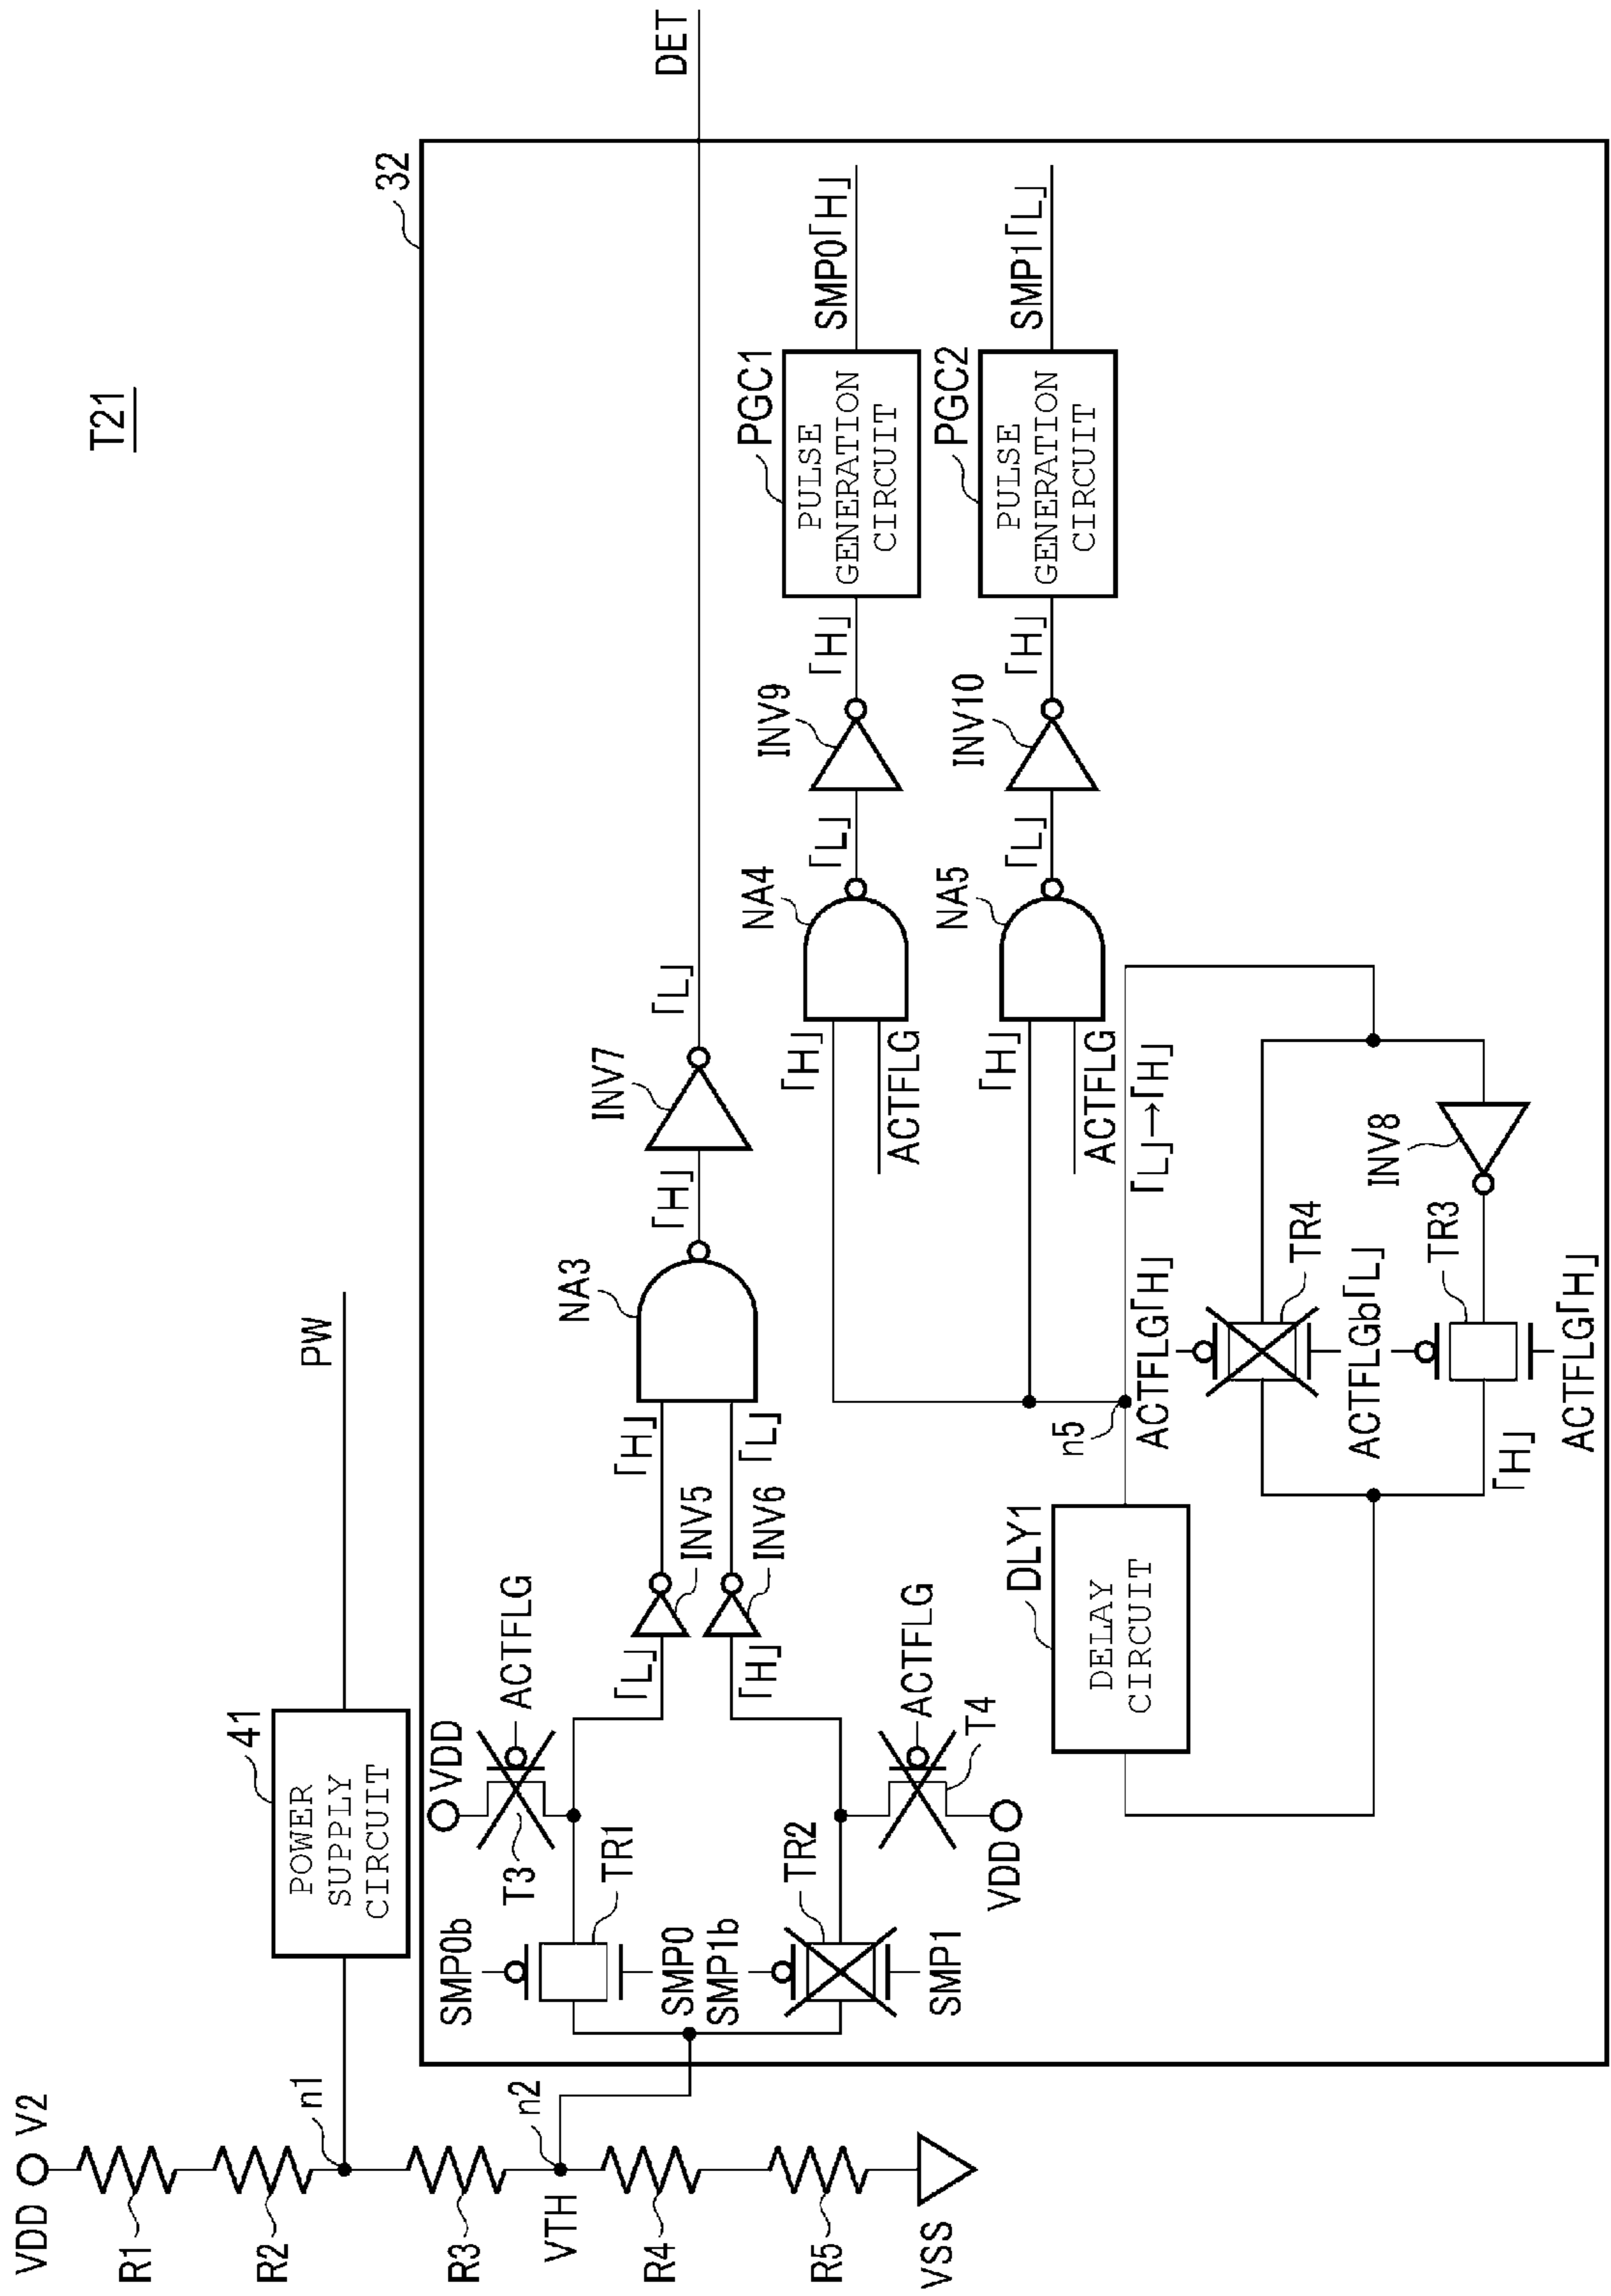 T21
VDD
V2
R1
R2
n1
R3
n2
VTH
R4
R5
VSS
POWER
SUPPLY
CIRCUIT
41
PW
32
DET
VDD
T3
ACTFLG
SMP0b
TR1
SMP0
SMP1b
TR2
SMP1
VDD
T4
ACTFLG
「L」
「H」
INV5
INV6
「H」
「L」
NA3
「H」
INV7
「L」
「H」
ACTFLG
NA4
「L」
INV9
「H」
PGC1
PULSE
GENERATION
CIRCUIT
SMP0「H」
「H」
ACTFLG
NA5
「L」
INV10
「H」
PGC2
PULSE
GENERATION
CIRCUIT
SMP1「L」
DLY1
DELAY
CIRCUIT
n5
「L」→「H」
ACTFLG「H」
TR4
ACTFLGb「L」
TR3
INV8
「H」
ACTFLG「H」